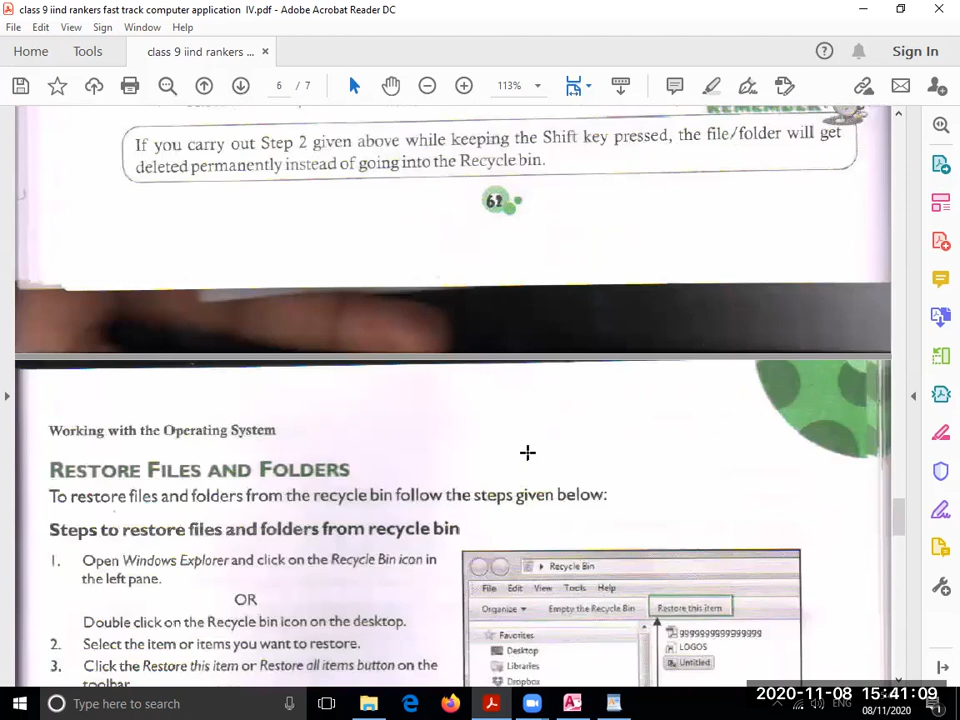 class 9 iind rankers fast track computer application IV.pdf - Adobe Acrobat Reader DC
File Edit View Sign Window Help
Home Tools class 9 iind rankers ... × Sign In
6 / 7 113%
REMEMBER
If you carry out Step 2 given above while keeping the Shift key pressed, the file/folder will get
deleted permanently instead of going into the Recycle bin.
62
Working with the Operating System
RESTORE FILES AND FOLDERS
To restore files and folders from the recycle bin follow the steps given below:
Steps to restore files and folders from recycle bin
1. Open Windows Explorer and click on the Recycle Bin icon in
the left pane.
OR
Double click on the Recycle bin icon on the desktop.
2. Select the item or items you want to restore.
3. Click the Restore this item or Restore all items button on the
toolbar.
Recycle Bin
File Edit View Tools Help
Organize Empty the Recycle Bin Restore this item
Favorites
Desktop
Libraries
Dropbox
LOGOS
Untitled
Type here to search
ENG
2020-11-08 15:41:09
08/11/2020